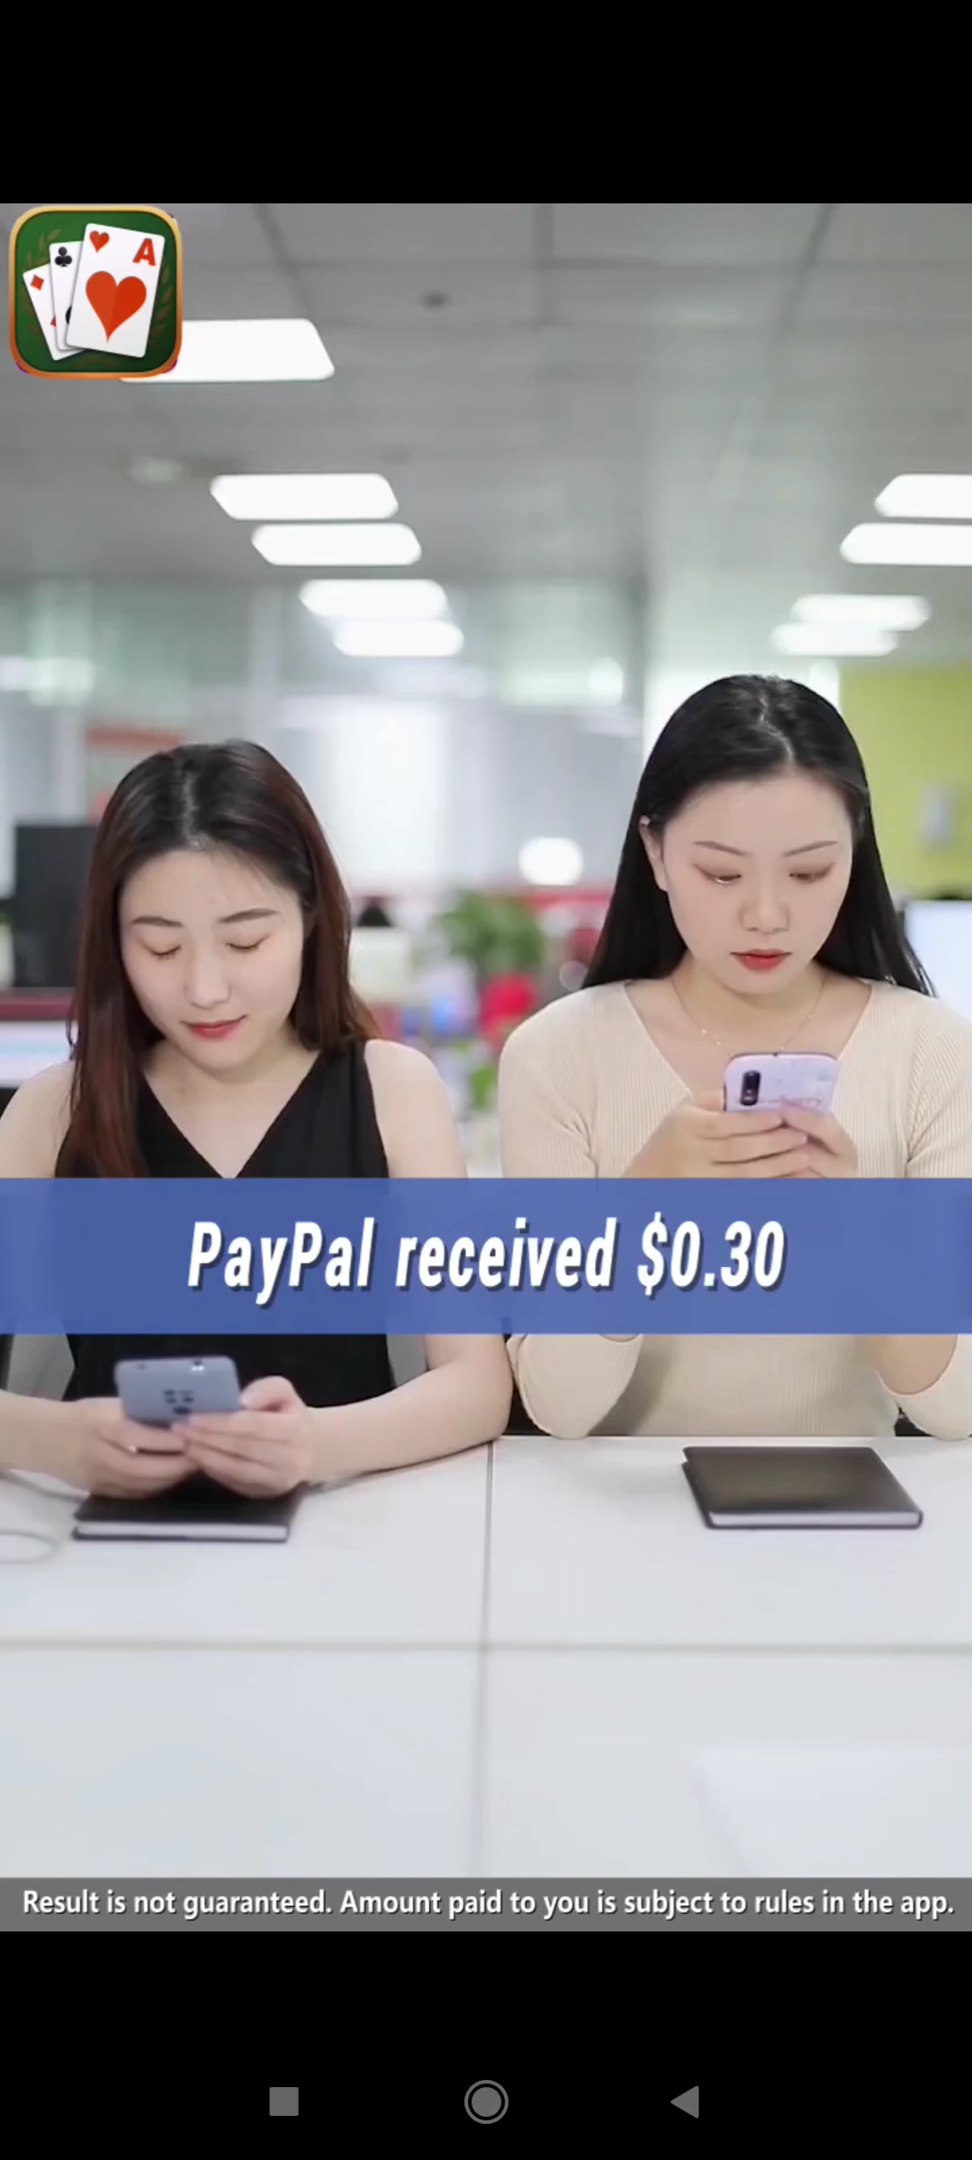 A
PayPal received $0.30
Result is not guaranteed. Amount paid to you is subject to rules in the app.